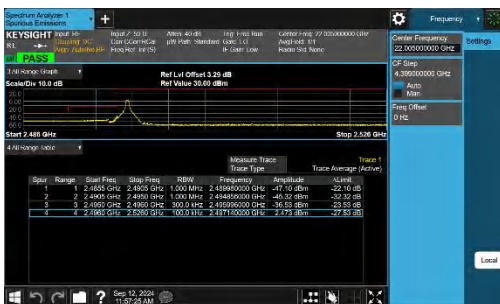 Spectrum Analyzer 1
Spurious Emissions
Frequency
KEYSIGHT Input: RF
Input Z: 50 Ω
Atten: 40 dB
Trig: Free Run
Center Freq: 22.005000000 GHz
RL
Coupling: DC
Corr CCorr RCal
µW Path: Standard
Gate: LO
Avg|Hold: 1/1
Align: Auto/No RF
Freq Ref: Int (S)
IF Gain: Low
Radio Std: None
PASS
Center Frequency
22.005000000 GHz
Settings
CF Step
4.399000000 GHz
Auto
Man
Freq Offset
0 Hz
3 All Range Graph
Ref Lvl Offset 3.29 dB
Scale/Div 10.0 dB
Ref Value 30.00 dBm
Start 2.486 GHz
Stop 2.526 GHz
4 All Range Table
Measure Trace
Trace 1
Trace Type
Trace Average (Active)
Spur Range Start Freq Stop Freq RBW Frequency Amplitude ΔLimit
1 1 2.4855 GHz 2.4905 GHz 1.000 MHz 2.489980000 GHz -47.10 dBm -22.10 dB
2 2 2.4905 GHz 2.4950 GHz 1.000 MHz 2.494856000 GHz -45.32 dBm -32.32 dB
3 3 2.4950 GHz 2.4960 GHz 300.0 kHz 2.495996000 GHz -36.53 dBm -23.53 dB
4 4 2.4960 GHz 2.5260 GHz 100.0 kHz 2.497140000 GHz 2.473 dBm -27.53 dB
Local
?
Sep 12, 2024
11:57:25 AM